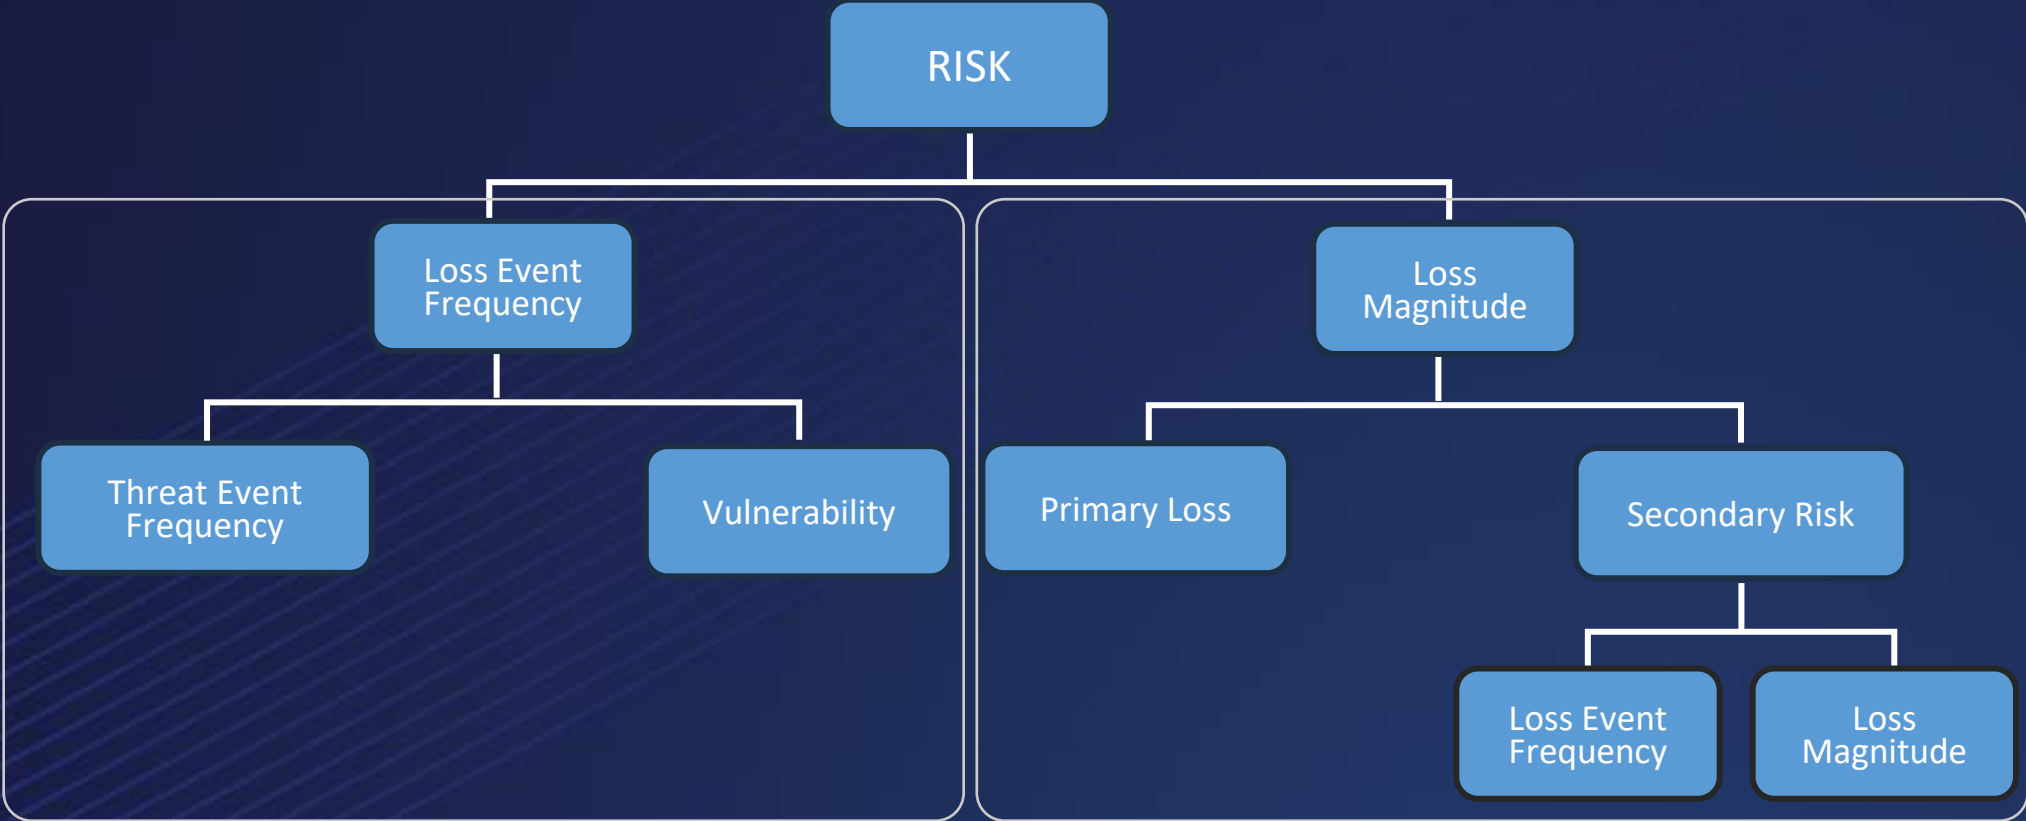 RISK
Loss Event
Frequency
Loss
Magnitude
Threat Event
Frequency
Vulnerability
Primary Loss
Secondary Risk
Loss Event
Frequency
Loss
Magnitude